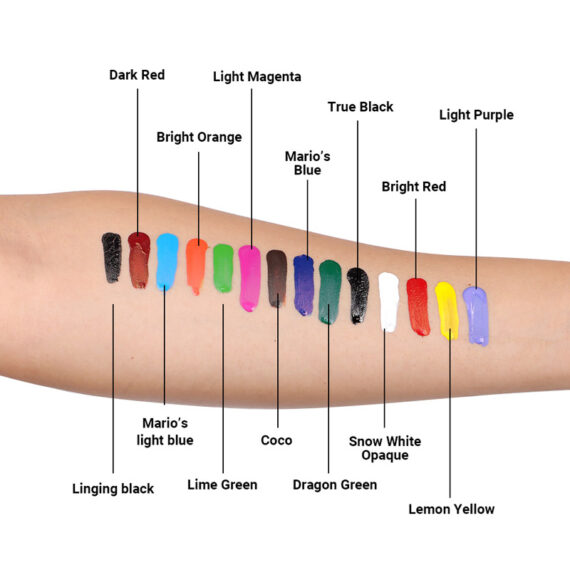 Dark Red
Light Magenta
True Black
Light Purple
Bright Orange
Mario's
Blue
Bright Red
Mario's
light blue
Coco
Snow White
Opaque
Linging black
Lime Green
Dragon Green
Lemon Yellow